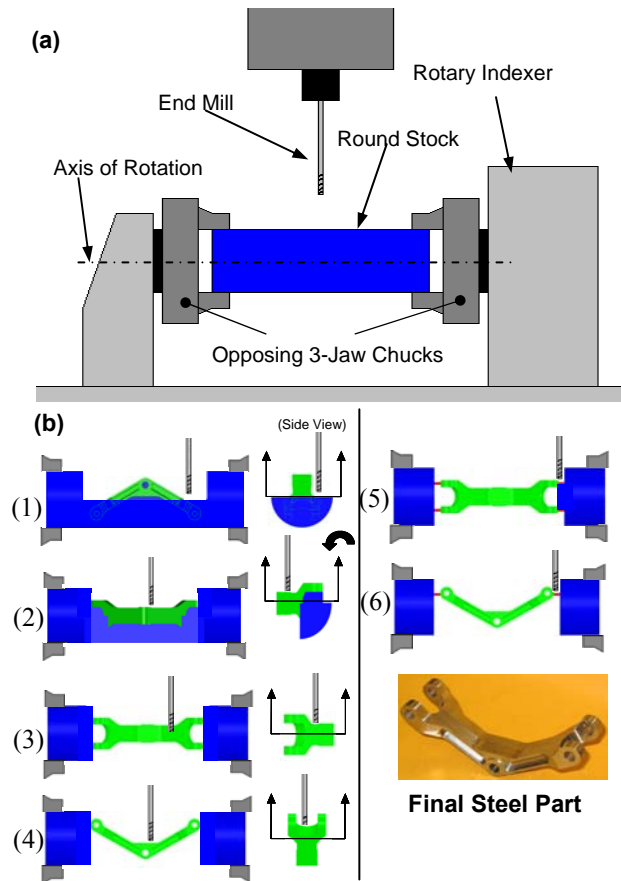 (a)
End Mill
Rotary Indexer
Round Stock
Axis of Rotation
Opposing 3-Jaw Chucks
(b)
(Side View)
(1)
(2)
(3)
(4)
(5)
(6)
Final Steel Part